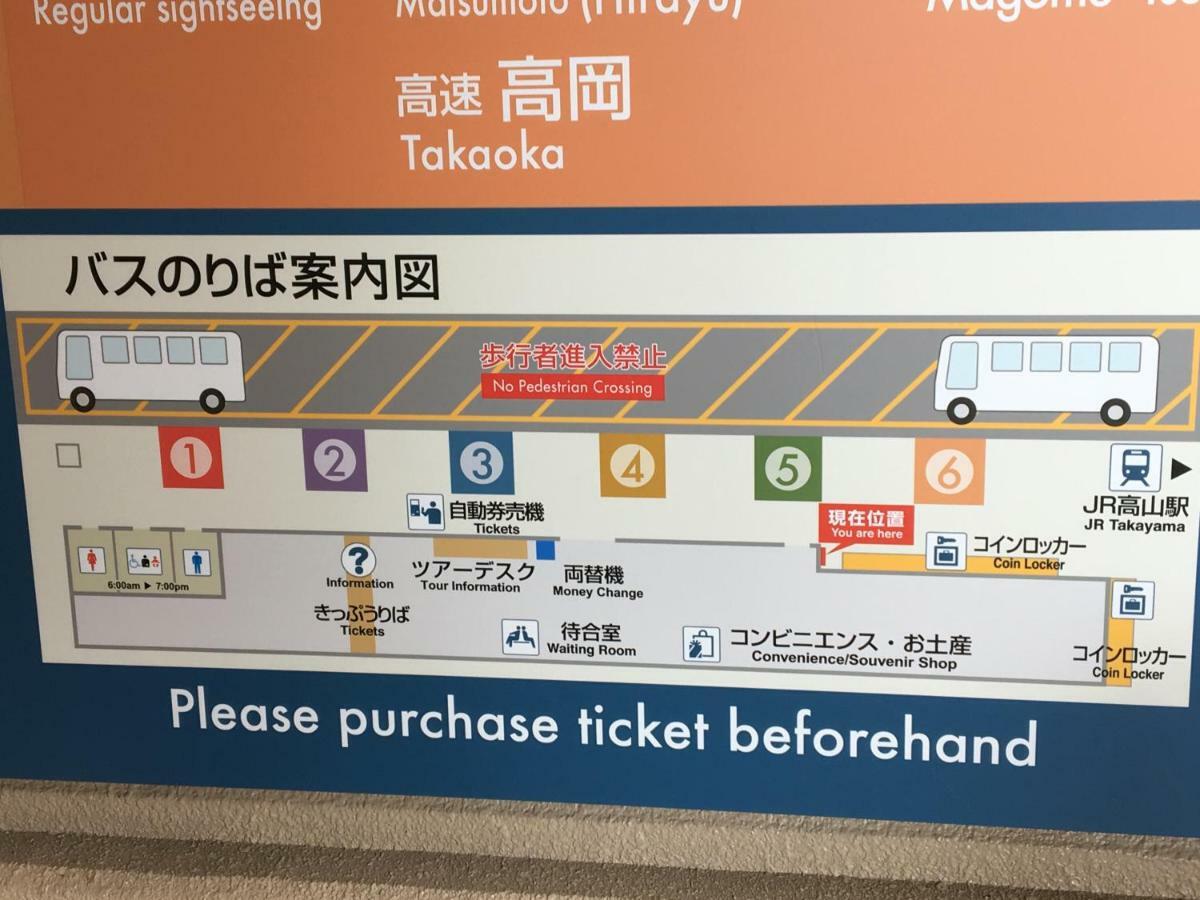 Regular sightseeing
Matsumoto (Hirayu)
Magome
高速 高岡
Takaoka
バスのりば案内図
歩行者進入禁止
No Pedestrian Crossing
1
2
3
4
5
6
自動券売機
Tickets
JR高山駅
JR Takayama
現在位置
You are here
コインロッカー
Coin Locker
6:00am ▶ 7:00pm
?
Information
きっぷうりば
Tickets
ツアーデスク
Tour Information
両替機
Money Change
待合室
Waiting Room
コンビニエンス・お土産
Convenience/Souvenir Shop
コインロッカー
Coin Locker
Please purchase ticket beforehand